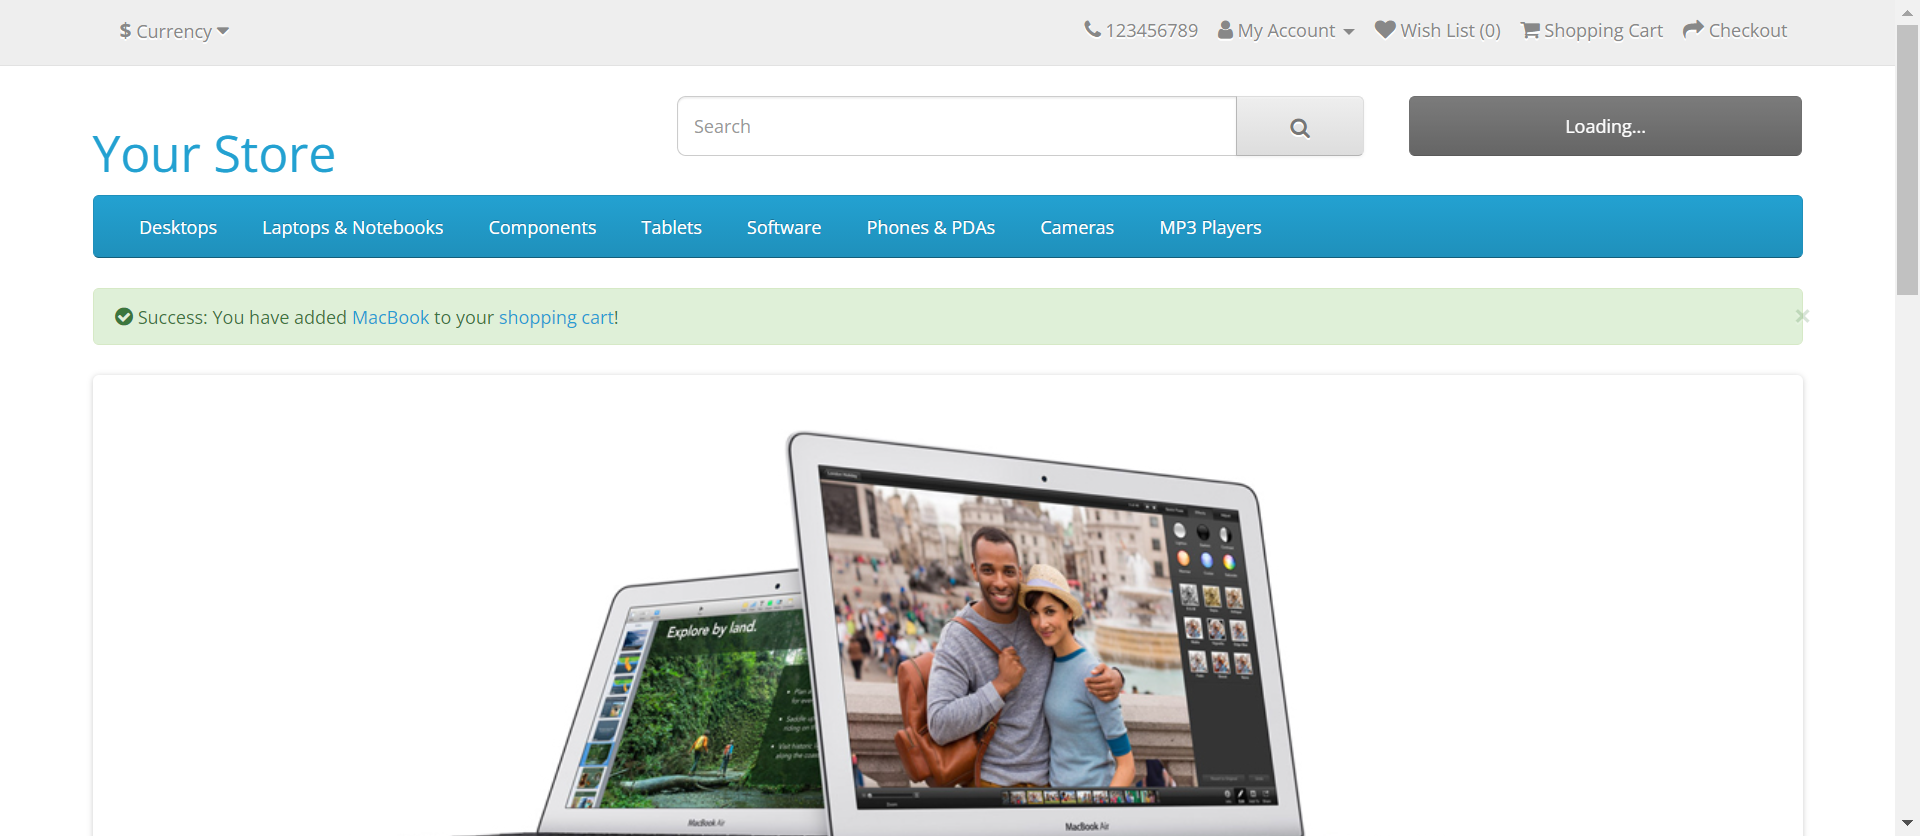 $ Currency
123456789 My Account Wish List (0) Shopping Cart Checkout
Your Store
Search
Loading...
Desktops Laptops & Notebooks Components Tablets Software Phones & PDAs Cameras MP3 Players
Success: You have added MacBook to your shopping cart!
×
Explore by land.
MacBook Air
MacBook Air